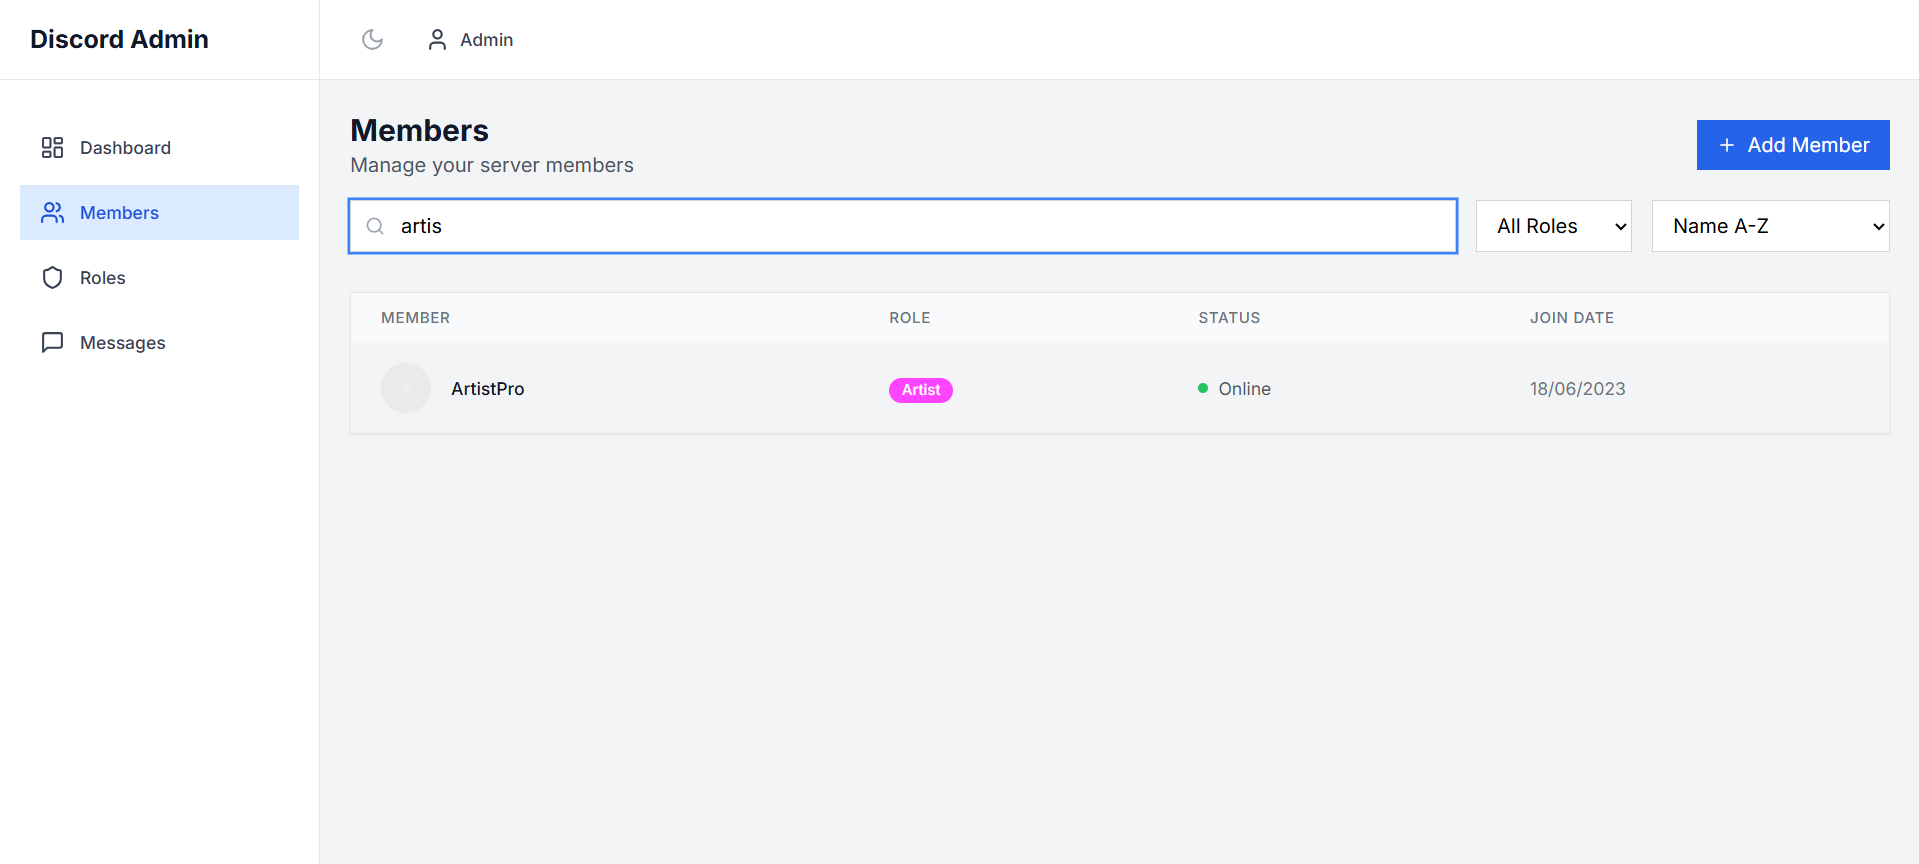 Discord Admin
Admin
Dashboard
Members
Roles
Messages
Members
Manage your server members
Add Member
artis
All Roles
Name A-Z
MEMBER ROLE STATUS JOIN DATE
ArtistPro Artist Online 18/06/2023